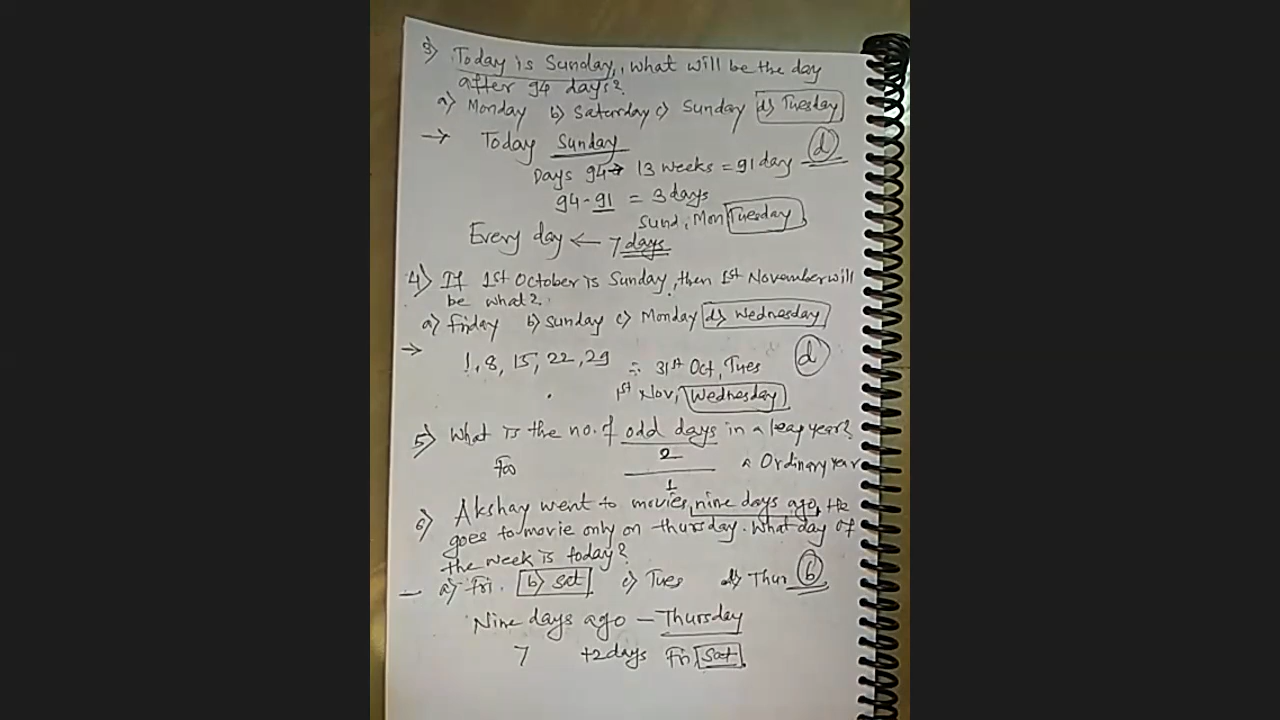 3) Today is Sunday, what will be the day
after 94 days?
a) Monday b) Saturday c) Sunday d) Tuesday
→ Today Sunday d
Days 94 → 13 weeks = 91 day
94 - 91 = 3 days
Sund, Mon Tuesday
Every day ← 7 days
4) If 1st October is Sunday, then 1st November will
be what?
a) Friday b) Sunday c) Monday d) Wednesday
→ 1, 8, 15, 22, 29 ∴ 31st Oct, Tues d
1st Nov, Wednesday
5) What is the no. of odd days in a leap year?
2
Ordinary year
1
6) Akshay went to movies nine days ago. He
goes to movie only on thursday. What day of
the week is today?
a) Fri. b) Sat c) Tues d) Thur b
Nine days ago - Thursday
7 +2days Fri Sat